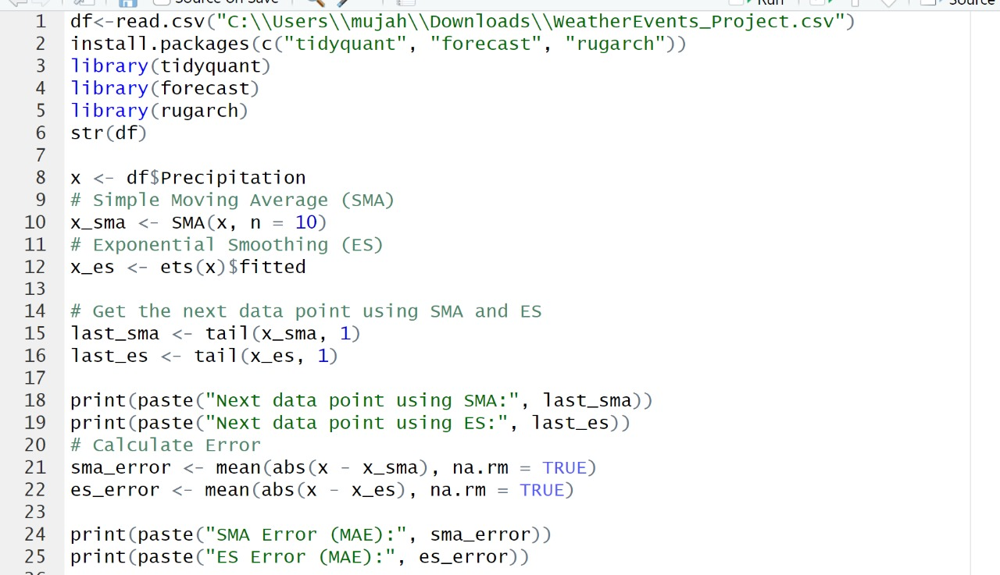 Source on Save Run Source
1 df<-read.csv("C:\\Users\\mujah\\Downloads\\WeatherEvents_Project.csv")
2 install.packages(c("tidyquant", "forecast", "rugarch"))
3 library(tidyquant)
4 library(forecast)
5 library(rugarch)
6 str(df)
7
8 x <- df$Precipitation
9 # Simple Moving Average (SMA)
10 x_sma <- SMA(x, n = 10)
11 # Exponential Smoothing (ES)
12 x_es <- ets(x)$fitted
13
14 # Get the next data point using SMA and ES
15 last_sma <- tail(x_sma, 1)
16 last_es <- tail(x_es, 1)
17
18 print(paste("Next data point using SMA:", last_sma))
19 print(paste("Next data point using ES:", last_es))
20 # Calculate Error
21 sma_error <- mean(abs(x - x_sma), na.rm = TRUE)
22 es_error <- mean(abs(x - x_es), na.rm = TRUE)
23
24 print(paste("SMA Error (MAE):", sma_error))
25 print(paste("ES Error (MAE):", es_error))